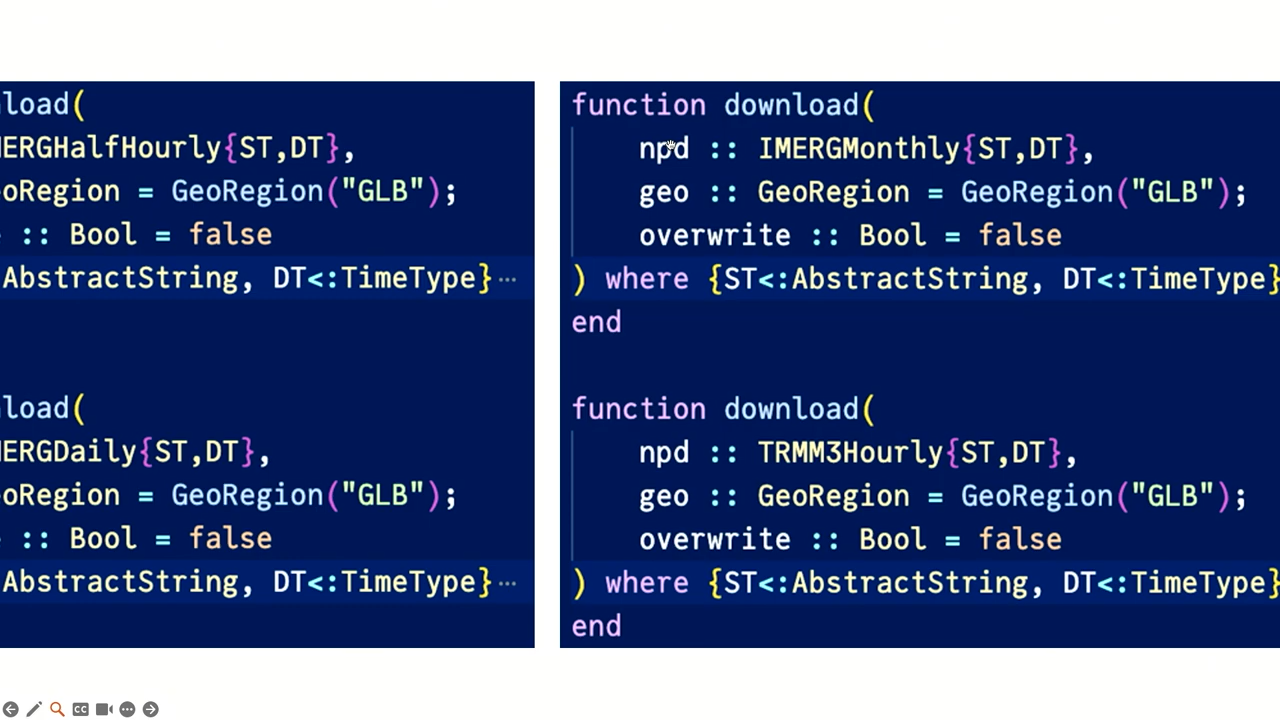 load(
MERGHalfHourly{ST,DT},
oRegion = GeoRegion("GLB");
:: Bool = false
AbstractString, DT<:TimeType}...
load(
MERGDaily{ST,DT},
oRegion = GeoRegion("GLB");
:: Bool = false
AbstractString, DT<:TimeType}...
function download(
npd :: IMERGMonthly{ST,DT},
geo :: GeoRegion = GeoRegion("GLB");
overwrite :: Bool = false
) where {ST<:AbstractString, DT<:TimeType}
end
function download(
npd :: TRMM3Hourly{ST,DT},
geo :: GeoRegion = GeoRegion("GLB");
overwrite :: Bool = false
) where {ST<:AbstractString, DT<:TimeType}
end
CC